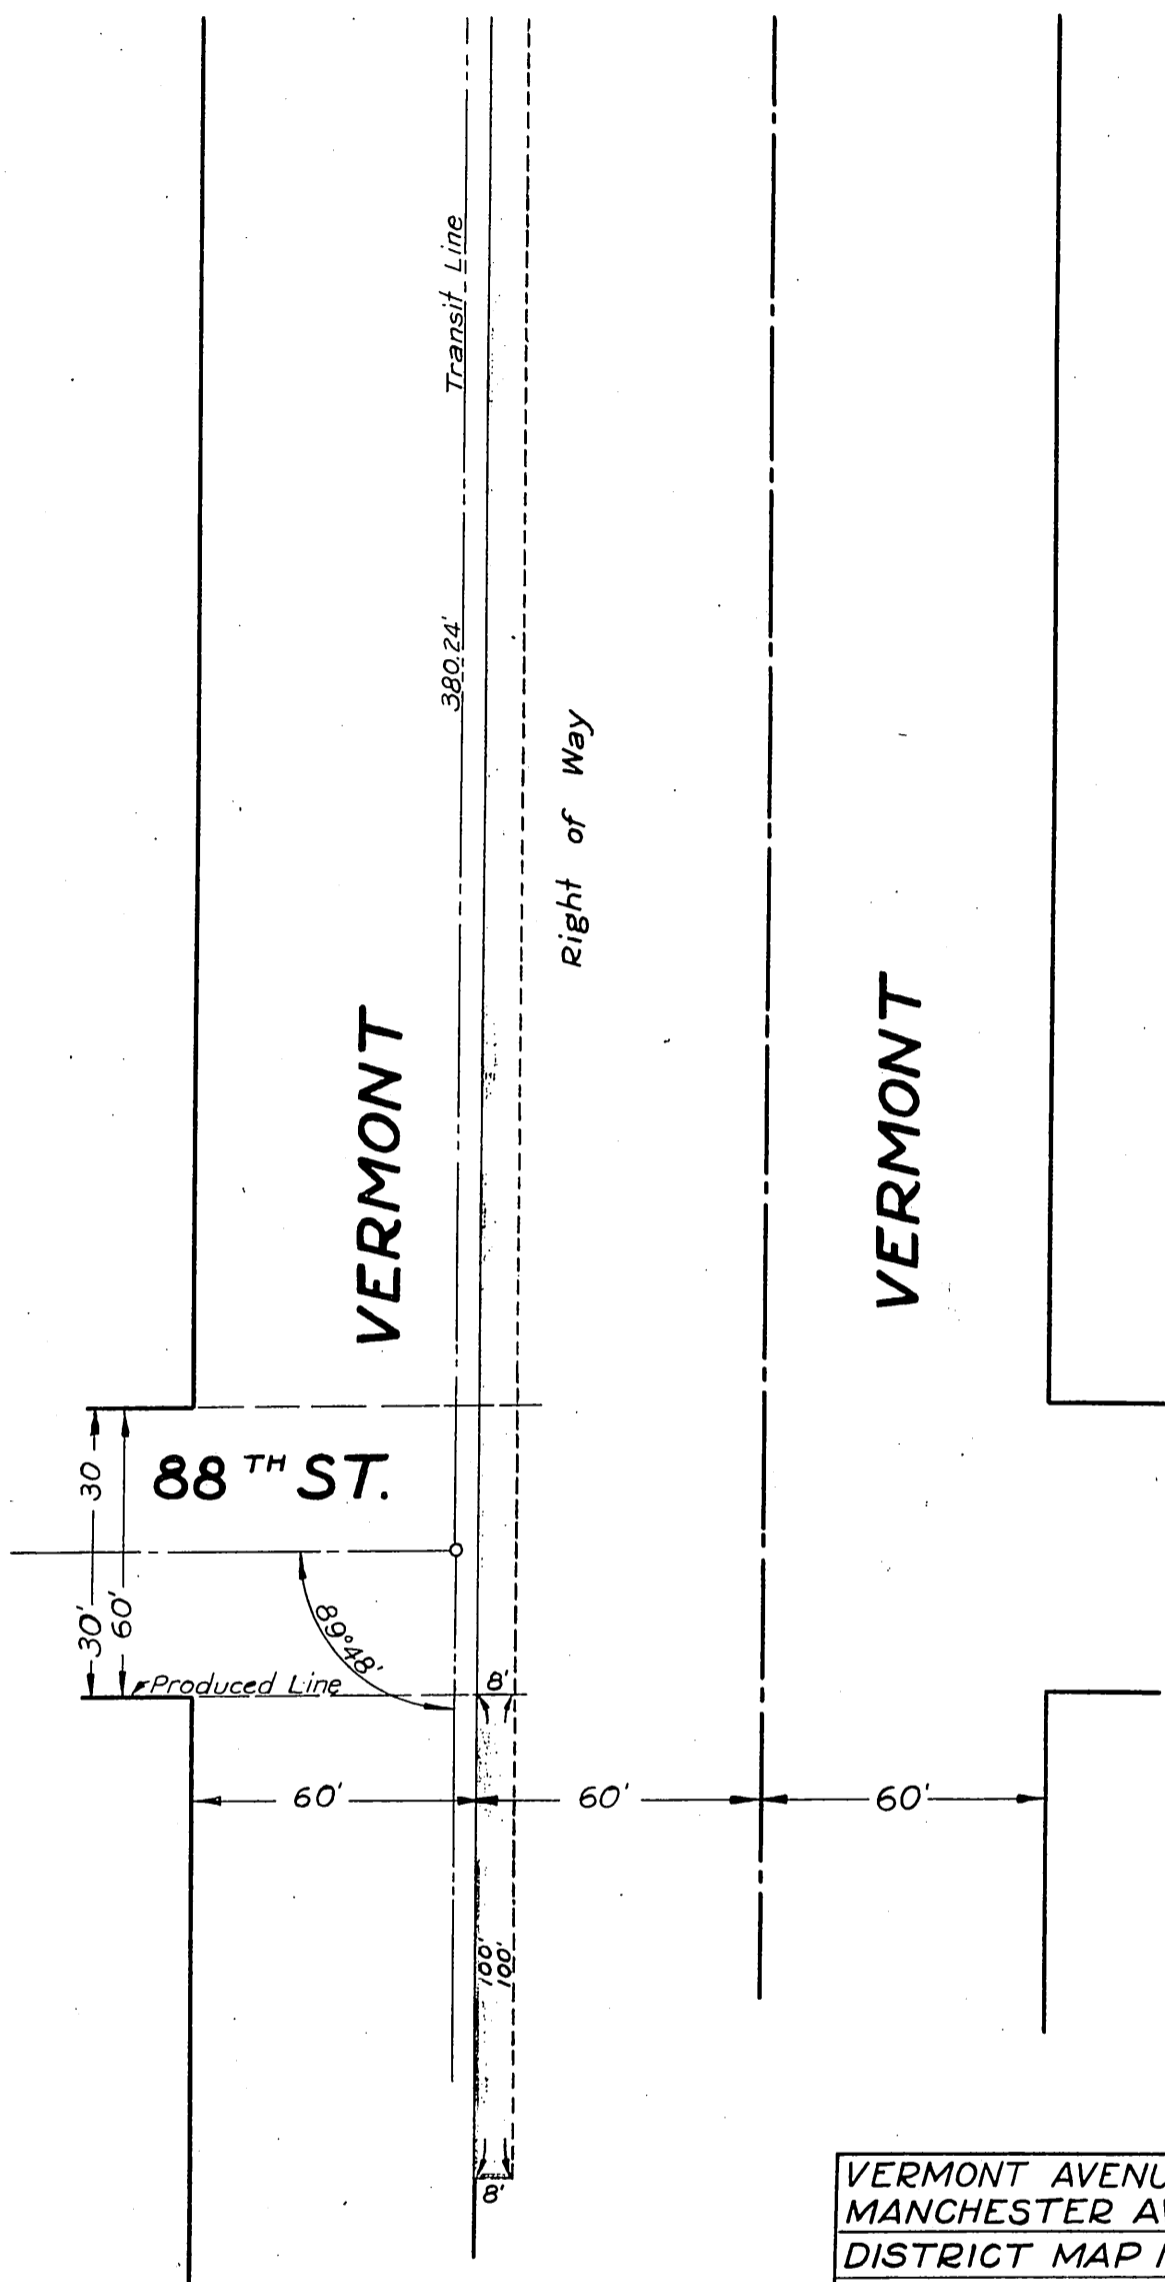 Transit Line
380.24'
Right of Way
VERMONT
VERMONT
88TH ST.
30
30'
60'
89°48'
Produced Line
8'
60'
60'
60'
100'
100'
8'
VERMONT AVENU
MANCHESTER AV
DISTRICT MAP